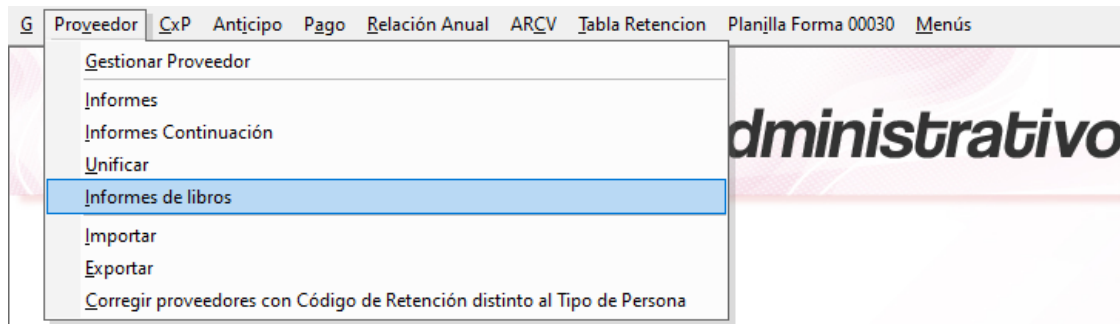 G Proveedor CxP Anticipo Pago Relación Anual ARCV Tabla Retencion Planilla Forma 00030 Menús
Gestionar Proveedor
Informes
Informes Continuación
dministrativo
Unificar
Informes de libros
Importar
Exportar
Corregir proveedores con Código de Retención distinto al Tipo de Persona